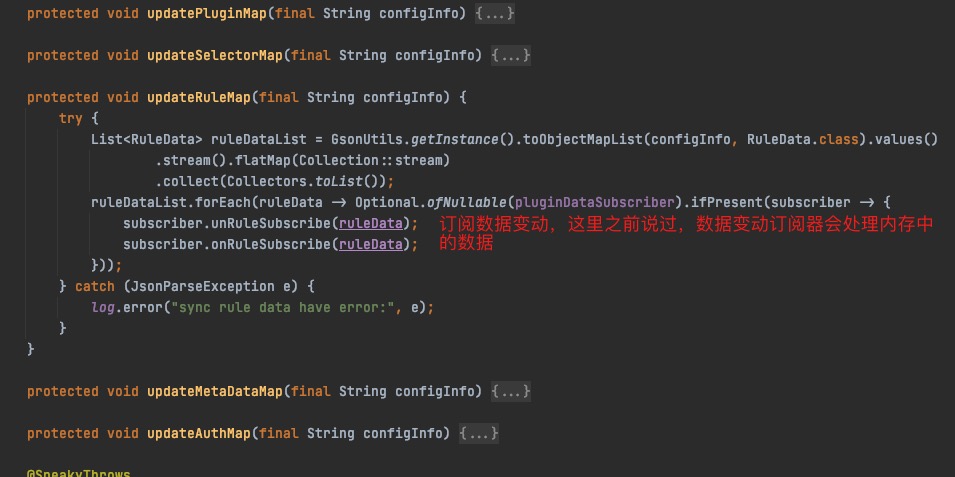 protected void updatePluginMap(final String configInfo) {...}
protected void updateSelectorMap(final String configInfo) {...}
protected void updateRuleMap(final String configInfo) {
try {
List<RuleData> ruleDataList = GsonUtils.getInstance().toObjectMapList(configInfo, RuleData.class).values()
.stream().flatMap(Collection::stream)
.collect(Collectors.toList());
ruleDataList.forEach(ruleData -> Optional.ofNullable(pluginDataSubscriber).ifPresent(subscriber -> {
subscriber.unRuleSubscribe(ruleData); 订阅数据变动，这里之前说过，数据变动订阅器会处理内存中
subscriber.onRuleSubscribe(ruleData); 的数据
}));
} catch (JsonParseException e) {
log.error("sync rule data have error:", e);
}
}
protected void updateMetaDataMap(final String configInfo) {...}
protected void updateAuthMap(final String configInfo) {...}
@SneakyThrows